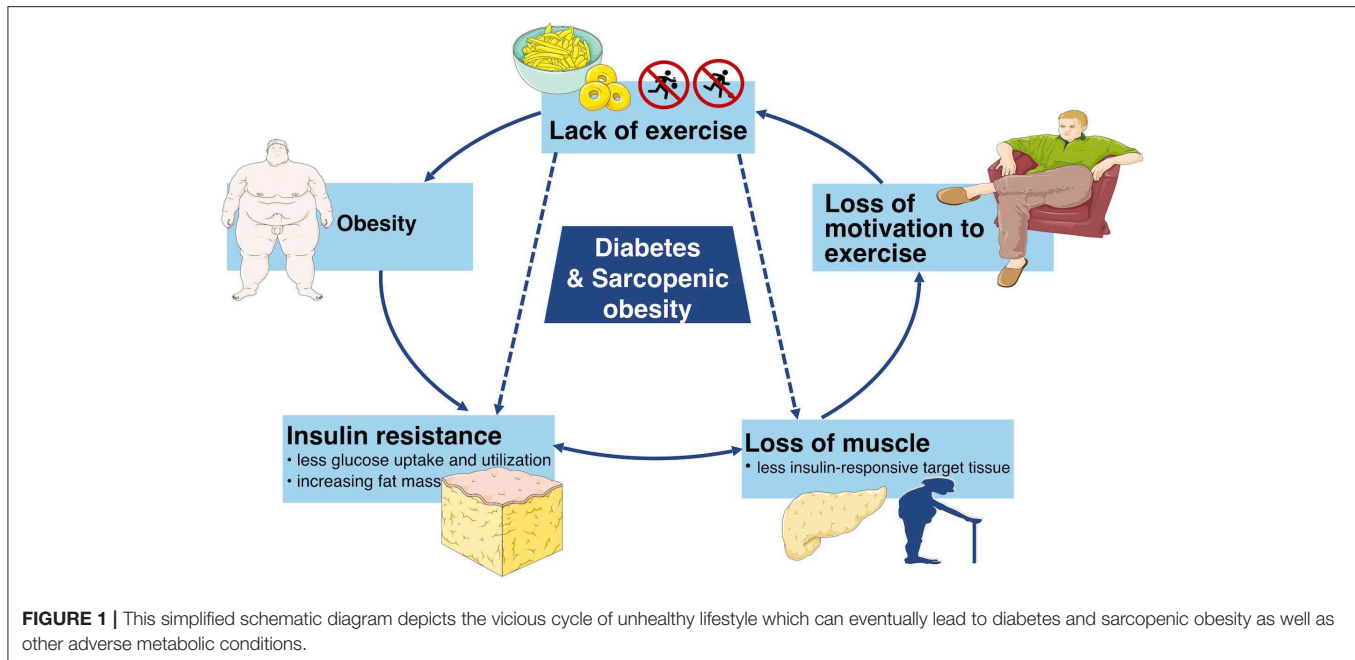 Lack of exercise
Obesity
Loss of
motivation to
exercise
Diabetes
& Sarcopenic
obesity
Insulin resistance
• less glucose uptake and utilization
• increasing fat mass
Loss of muscle
• less insulin-responsive target tissue
FIGURE 1 | This simplified schematic diagram depicts the vicious cycle of unhealthy lifestyle which can eventually lead to diabetes and sarcopenic obesity as well as
other adverse metabolic conditions.